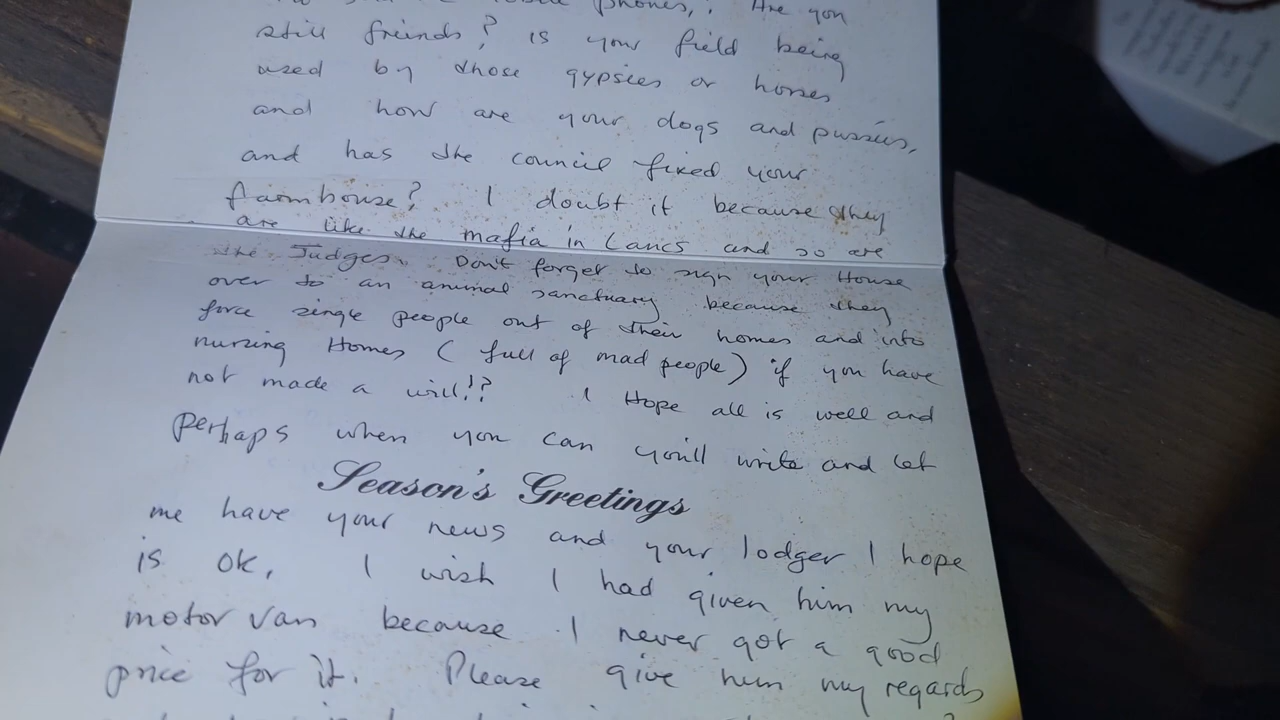 phones,. Are you
still freinds? is your field being
used by those gypsies or horses
and how are your dogs and pussies,
and has the council fixed your
farmhouse? I doubt it because they
are like the mafia in Lancs and so are
the Judges. Don't forget to sign your House
over to an animal sanctuary because they
force single people out of their homes and into
nursing Homes (full of mad people) if you have
not made a will!? I Hope all is well and
perhaps when you can you'll write and let
Season's Greetings
me have your news and your lodger I hope
is ok, I wish I had given him my
motor van because I never got a good
price for it. Please give him my regards